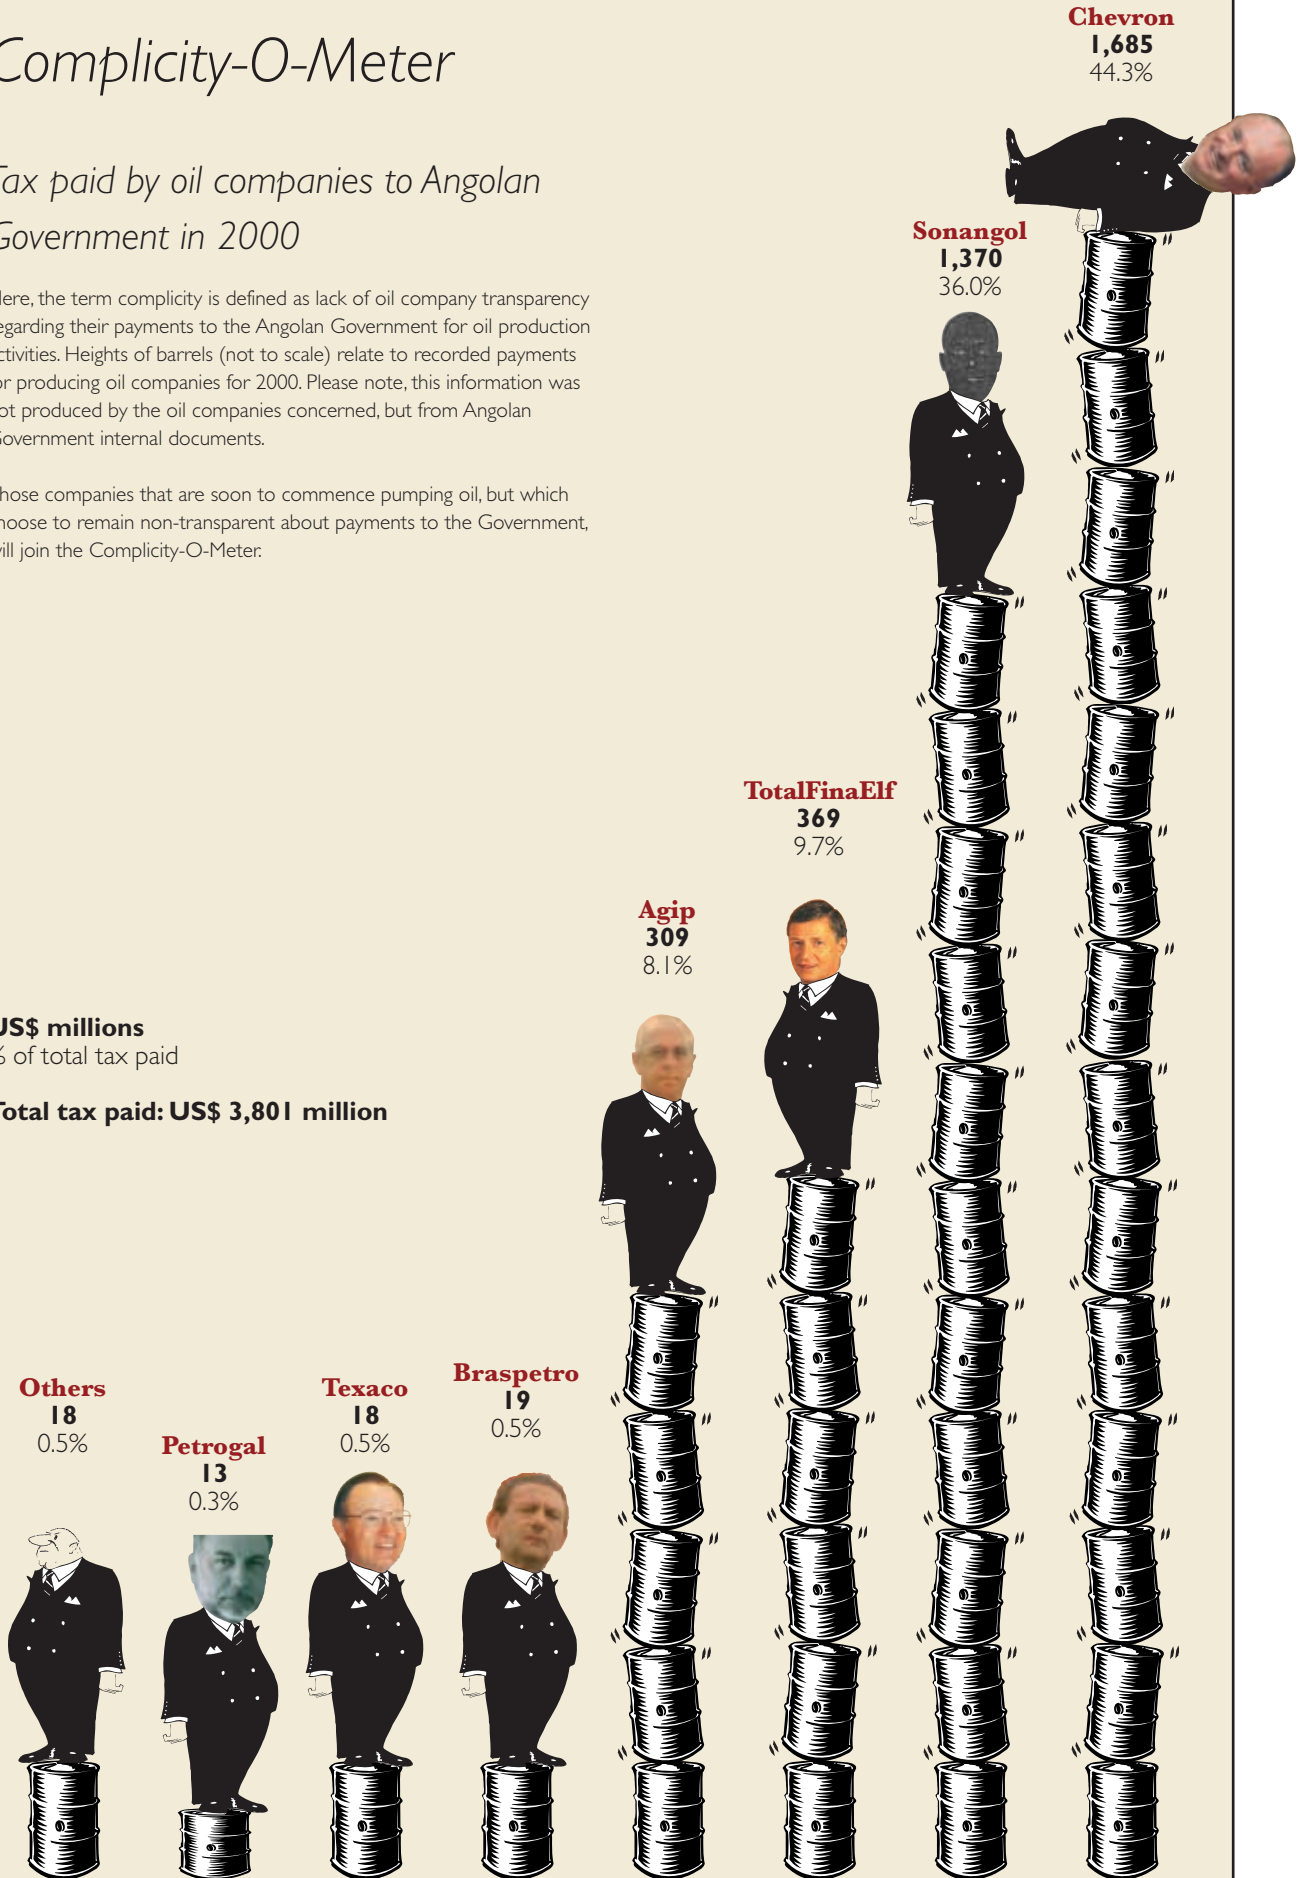 Complicity-O-Meter
Tax paid by oil companies to Angolan
Government in 2000
Here, the term complicity is defined as lack of oil company transparency
egarding their payments to the Angolan Government for oil production
ctivities. Heights of barrels (not to scale) relate to recorded payments
or producing oil companies for 2000. Please note, this information was
ot produced by the oil companies concerned, but from Angolan
Government internal documents.
hose companies that are soon to commence pumping oil, but which
hoose to remain non-transparent about payments to the Government,
will join the Complicity-O-Meter.
US$ millions
% of total tax paid
Total tax paid: US$ 3,801 million
Others
18
0.5%
Petrogal
13
0.3%
Texaco
18
0.5%
Braspetro
19
0.5%
Agip
309
8.1%
TotalFinaElf
369
9.7%
Sonangol
1,370
36.0%
Chevron
1,685
44.3%